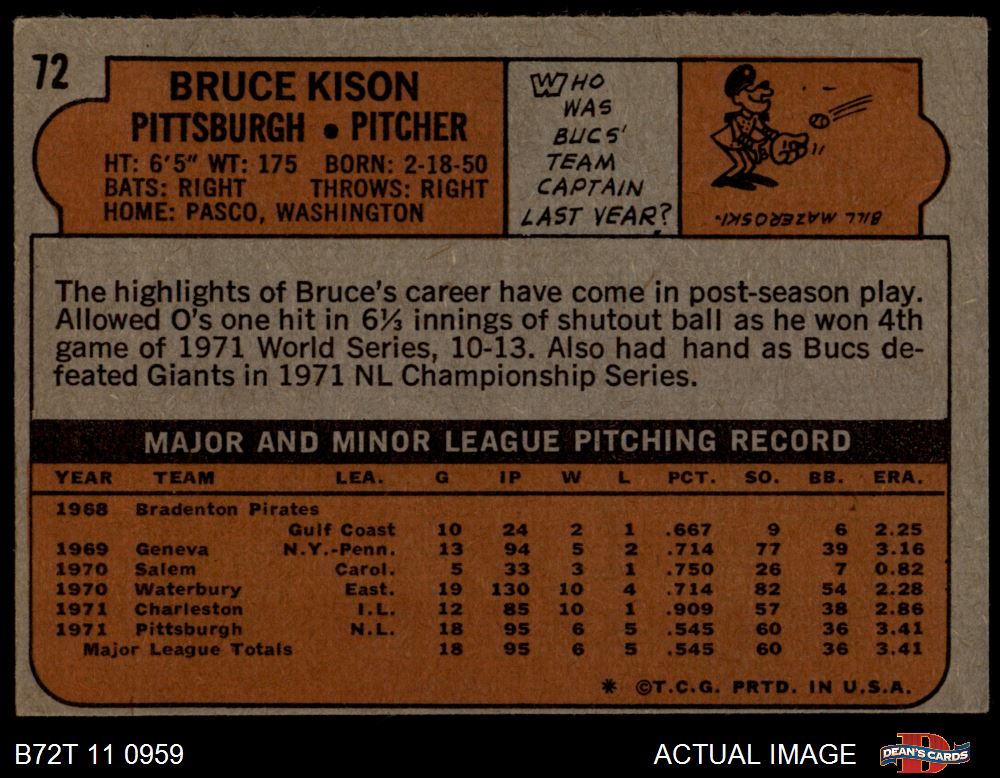 72
BRUCE KISON
PITTSBURGH • PITCHER
HT: 6'5" WT: 175 BORN: 2-18-50
BATS: RIGHT THROWS: RIGHT
HOME: PASCO, WASHINGTON
WHO
WAS
BUCS'
TEAM
CAPTAIN
LAST YEAR?
BILL MAZEROSKI.
The highlights of Bruce's career have come in post-season play.
Allowed O's one hit in 6⅓ innings of shutout ball as he won 4th
game of 1971 World Series, 10-13. Also had hand as Bucs de-
feated Giants in 1971 NL Championship Series.
MAJOR AND MINOR LEAGUE PITCHING RECORD
YEAR TEAM LEA. G IP W L PCT. SO. BB. ERA.
1968 Bradenton Pirates
Gulf Coast 10 24 2 1 .667 9 6 2.25
1969 Geneva N.Y.-Penn. 13 94 5 2 .714 77 39 3.16
1970 Salem Carol. 5 33 3 1 .750 26 7 0.82
1970 Waterbury East. 19 130 10 4 .714 82 54 2.28
1971 Charleston I.L. 12 85 10 1 .909 57 38 2.86
1971 Pittsburgh N.L. 18 95 6 5 .545 60 36 3.41
Major League Totals 18 95 6 5 .545 60 36 3.41
* ©T.C.G. PRTD. IN U.S.A.
B72T 11 0959
ACTUAL IMAGE
DEAN'S CARDS